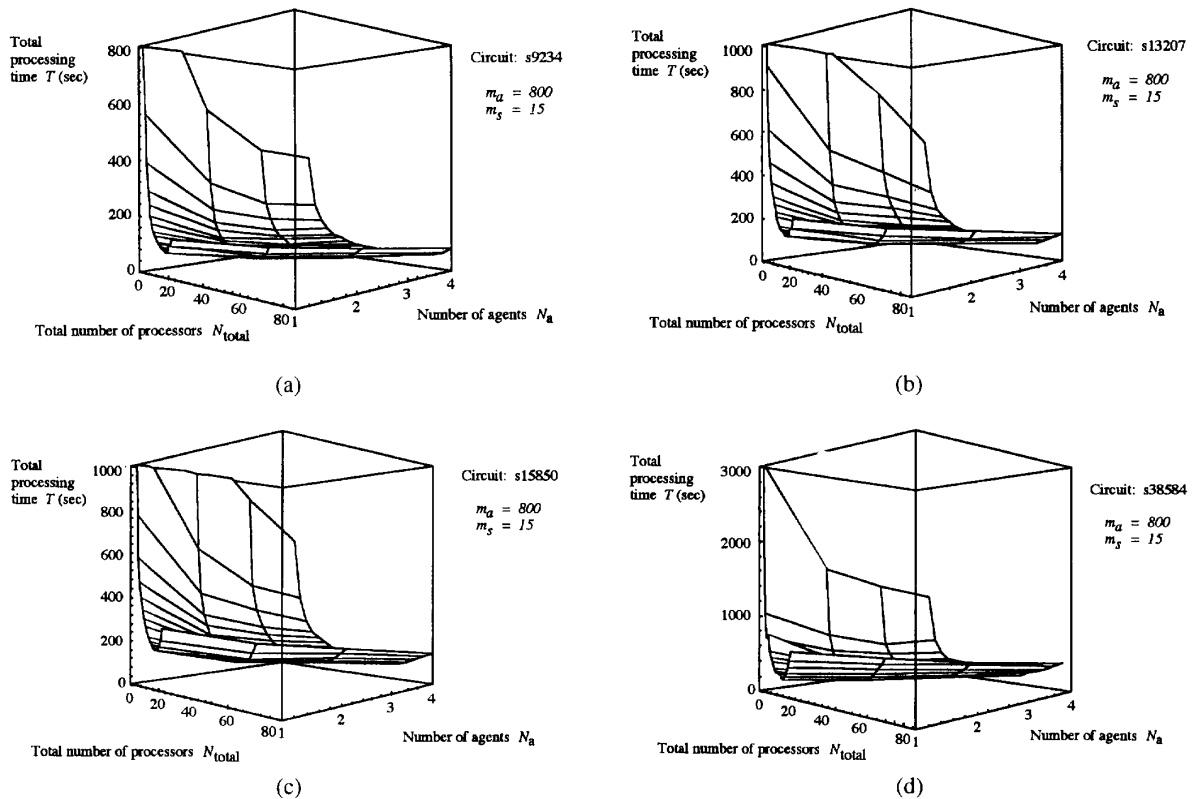 Total
processing
time T (sec)
800
600
400
200
0
0
20
40
60
80
1
2
3
4
Total number of processors N_total
Number of agents N_a
Circuit: s9234
m_a = 800
m_s = 15
(a)
Total
processing
time T (sec)
1000
800
600
400
200
0
0
20
40
60
80
1
2
3
4
Total number of processors N_total
Number of agents N_a
Circuit: s13207
m_a = 800
m_s = 15
(b)
Total
processing
time T (sec)
1000
800
600
400
200
0
0
20
40
60
80
1
2
3
4
Total number of processors N_total
Number of agents N_a
Circuit: s15850
m_a = 800
m_s = 15
(c)
Total
processing
time T (sec)
3000
2000
1000
0
0
20
40
60
80
1
2
3
4
Total number of processors N_total
Number of agents N_a
Circuit: s38584
m_a = 800
m_s = 15
(d)